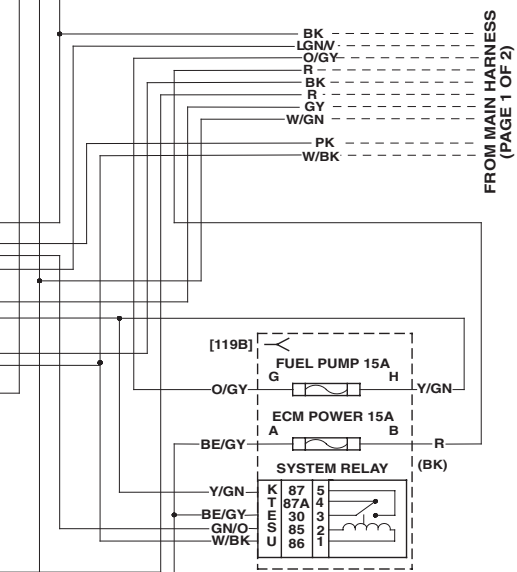 BK
LGN/V
O/GY
R
BK
R
GY
W/GN
PK
W/BK
FROM MAIN HARNESS
(PAGE 1 OF 2)
[119B]
FUEL PUMP 15A
G H
O/GY Y/GN
ECM POWER 15A
A B
BE/GY R
SYSTEM RELAY (BK)
Y/GN K 87 5
T 87A 4
BE/GY E 30 3
GN/O S 85 2
W/BK U 86 1